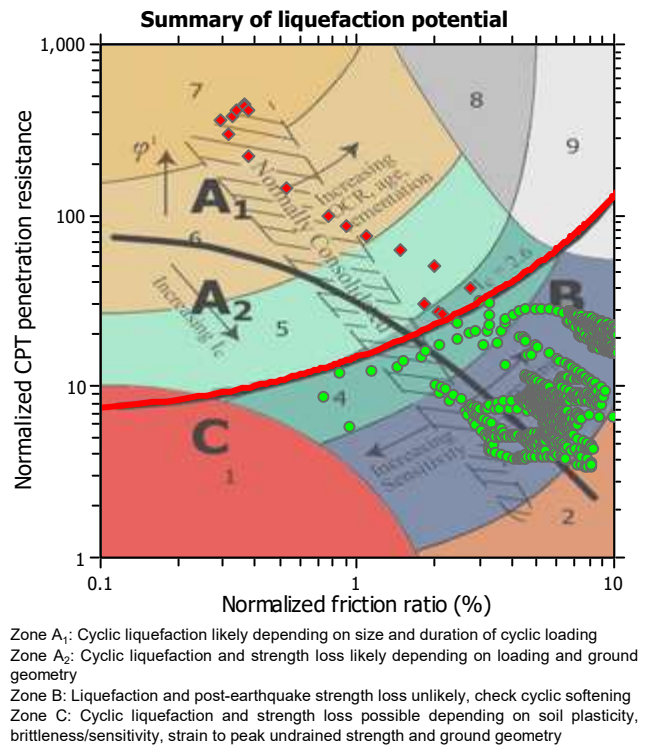 Summary of liquefaction potential
1,000
7
8
9
φ'
Increasing
OCR, age,
cementation
A1
Normally Consolidated
100
6
Ic = 2.6
A2
B
Increasing Ic
5
Normalized CPT penetration resistance
10
4
C
1
Increasing
Sensitivity
2
1
0.1
1
10
Normalized friction ratio (%)
Zone A1: Cyclic liquefaction likely depending on size and duration of cyclic loading
Zone A2: Cyclic liquefaction and strength loss likely depending on loading and ground
geometry
Zone B: Liquefaction and post-earthquake strength loss unlikely, check cyclic softening
Zone C: Cyclic liquefaction and strength loss possible depending on soil plasticity,
brittleness/sensitivity, strain to peak undrained strength and ground geometry